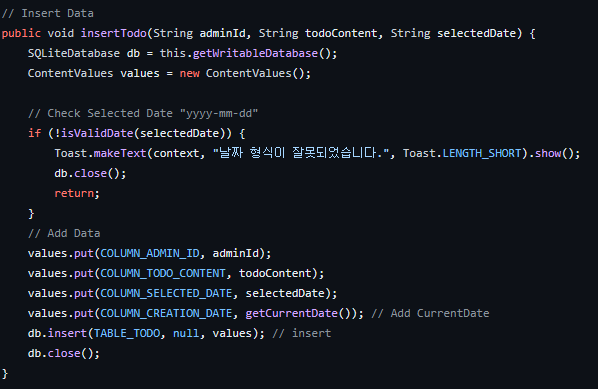 // Insert Data
public void insertTodo(String adminId, String todoContent, String selectedDate) {
    SQLiteDatabase db = this.getWritableDatabase();
    ContentValues values = new ContentValues();

    // Check Selected Date "yyyy-mm-dd"
    if (!isValidDate(selectedDate)) {
        Toast.makeText(context, "날짜 형식이 잘못되었습니다.", Toast.LENGTH_SHORT).show();
        db.close();
        return;
    }
    // Add Data
    values.put(COLUMN_ADMIN_ID, adminId);
    values.put(COLUMN_TODO_CONTENT, todoContent);
    values.put(COLUMN_SELECTED_DATE, selectedDate);
    values.put(COLUMN_CREATION_DATE, getCurrentDate()); // Add CurrentDate
    db.insert(TABLE_TODO, null, values); // insert
    db.close();
}